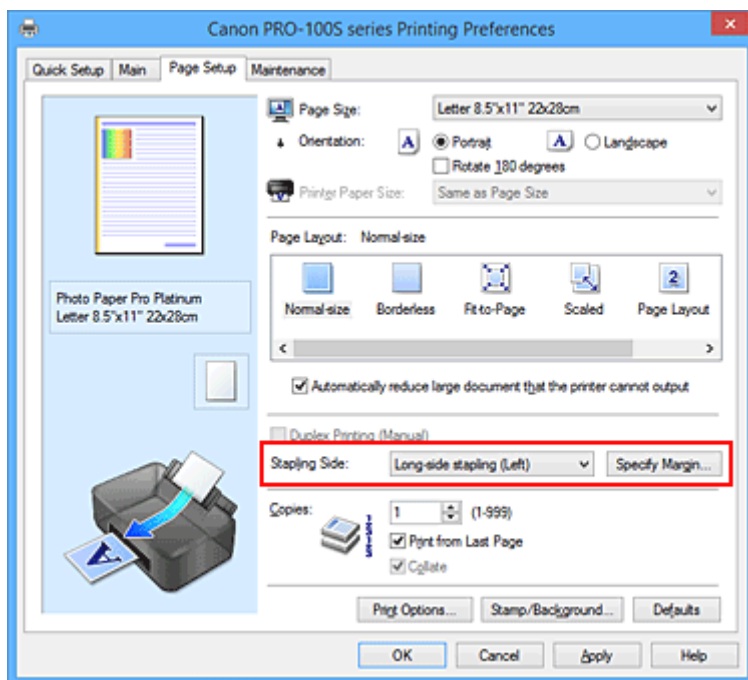 Canon PRO-100S series Printing Preferences
Quick Setup Main Page Setup Maintenance
Page Size: Letter 8.5"x11" 22x28cm
Orientation: A Portrait A Landscape
Rotate 180 degrees
Printer Paper Size: Same as Page Size
Page Layout: Normal-size
2
Normal-size Borderless Fit-to-Page Scaled Page Layout
Photo Paper Pro Platinum
Letter 8.5"x11" 22x28cm
Automatically reduce large document that the printer cannot output
Duplex Printing (Manual)
Stapling Side: Long-side stapling (Left) Specify Margin...
Copies: 1 (1-999)
Print from Last Page
Collate
A
Print Options... Stamp/Background... Defaults
OK Cancel Apply Help